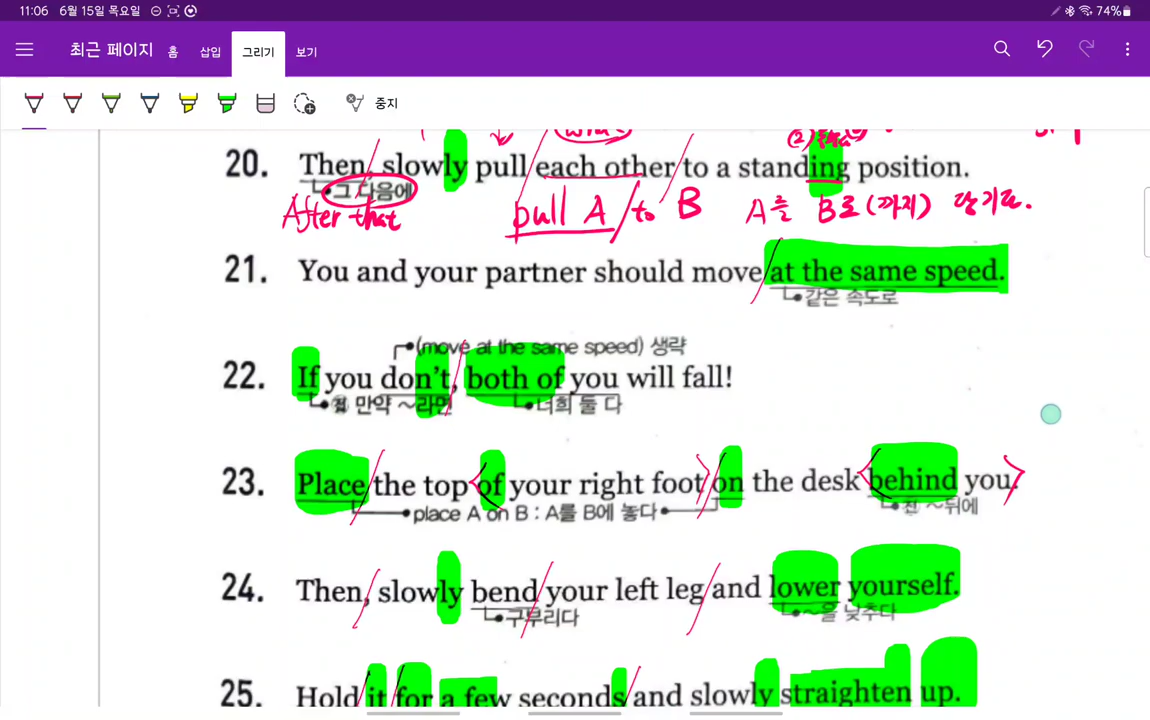 11:06 6월 15일 목요일 74%
최근 페이지 홈 삽입 그리기 보기
중지
20. Then, slowly pull each other to a standing position.
그 다음에
After that pull A / to B A를 B로(까지) 당기다.
21. You and your partner should move at the same speed.
같은 속도로
(move at the same speed) 생략
22. If you don't, both of you will fall!
접 만약 ~라면 너희 둘 다
23. Place the top of your right foot on the desk behind you.
place A on B : A를 B에 놓다 전 ~뒤에
24. Then, slowly bend your left leg and lower yourself.
구부리다 ~을 낮추다
25. Hold it for a few seconds and slowly straighten up.